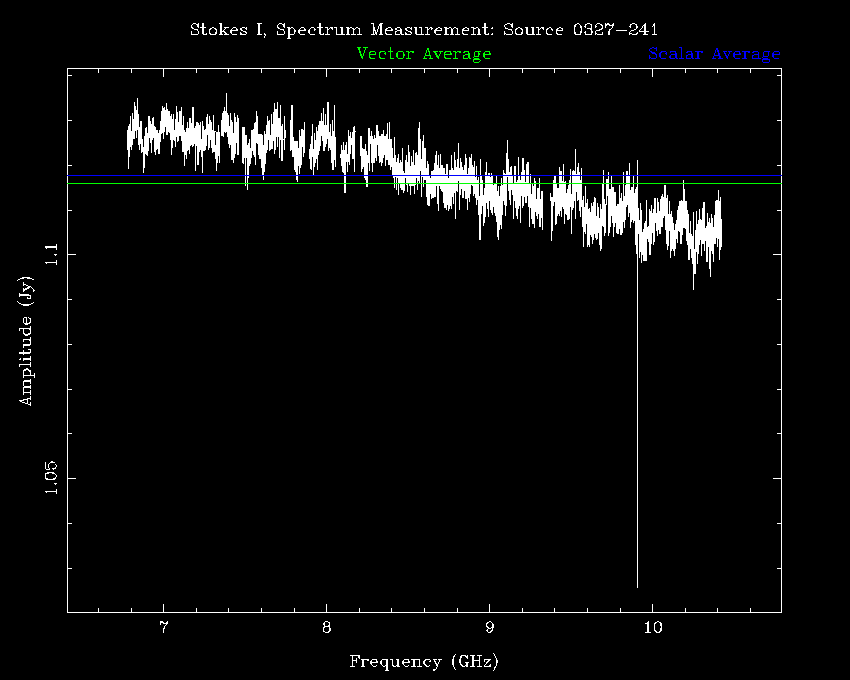 Stokes I, Spectrum Measurement: Source 0327-241
Vector Average
Scalar Average
1.1
1.05
Amplitude (Jy)
7
8
9
10
Frequency (GHz)